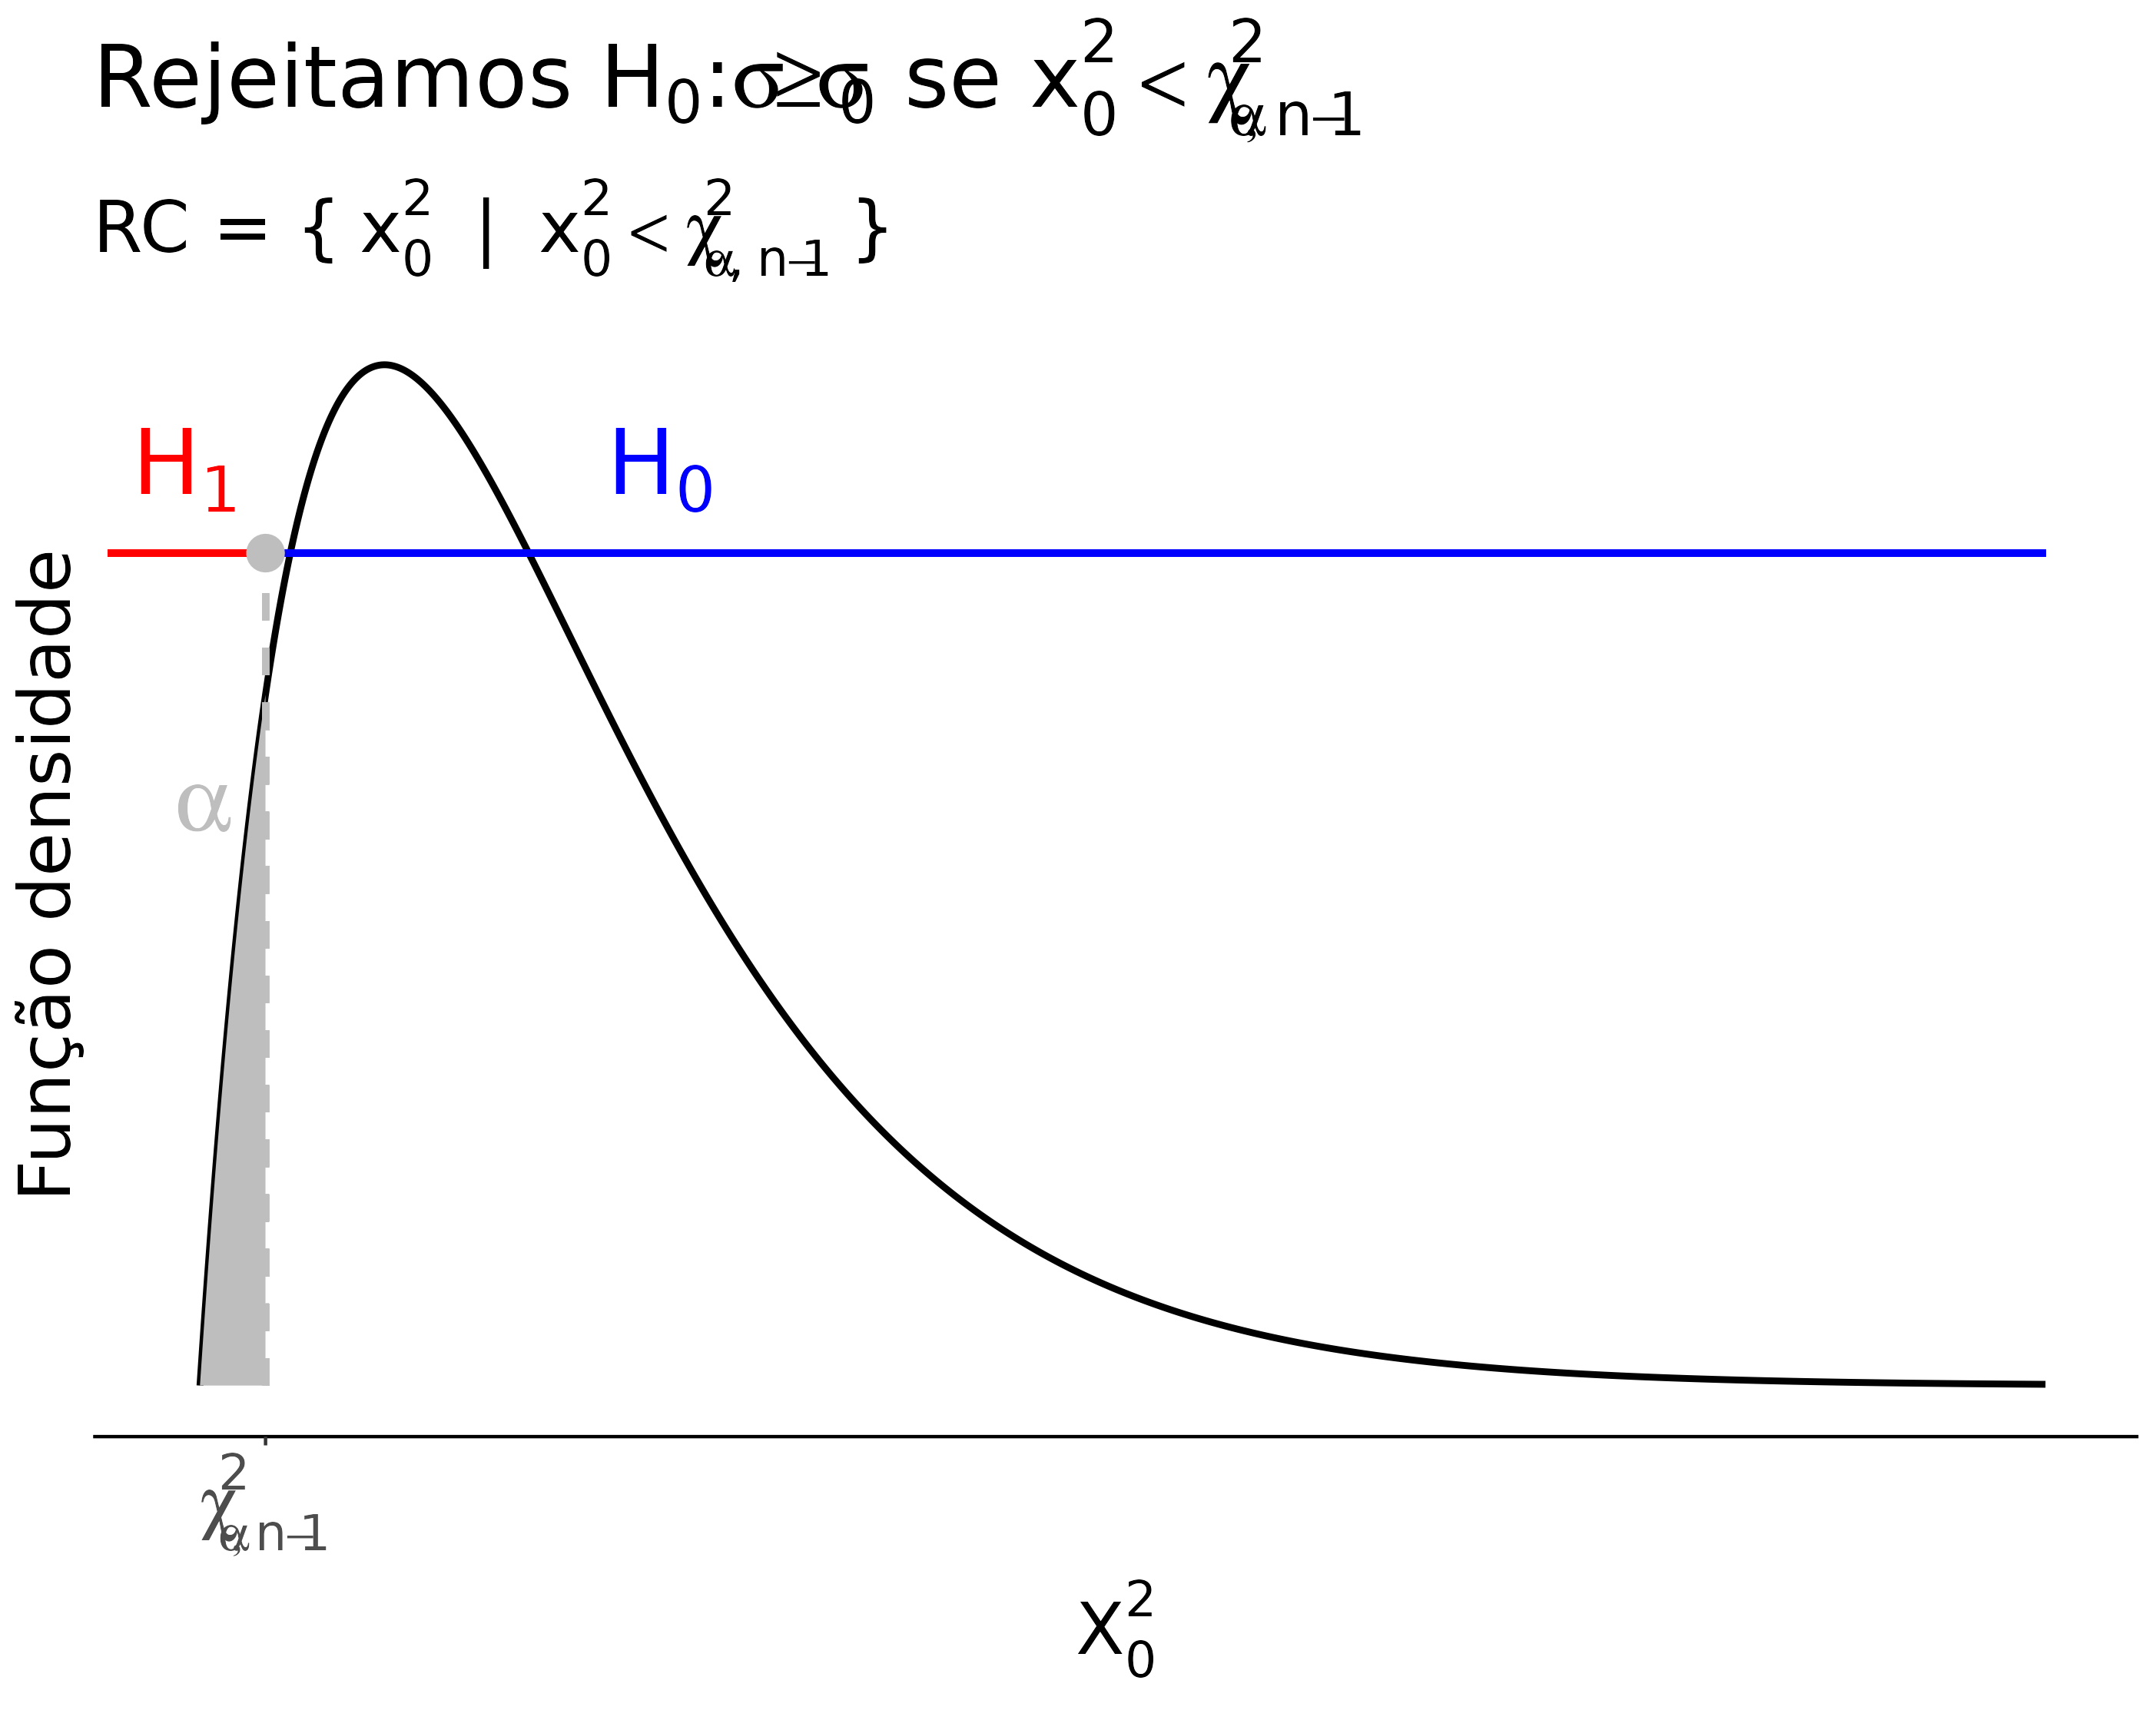 Rejeitamos H₀:σ≥σ₀ se x₀² < χ²α, n−1
RC = { x₀² | x₀² < χ²α, n−1 }
H₁
H₀
Função densidade
α
χ²α, n−1
X₀²